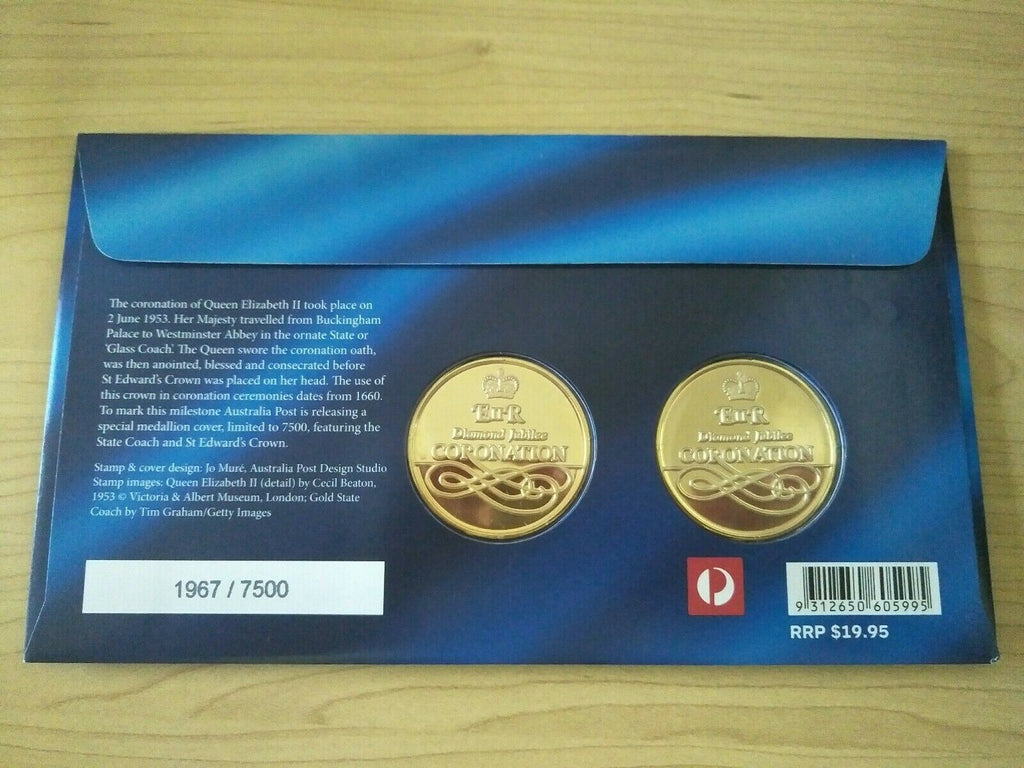 The coronation of Queen Elizabeth II took place on
2 June 1953. Her Majesty travelled from Buckingham
Palace to Westminster Abbey in the ornate State or
'Glass Coach'. The Queen swore the coronation oath,
was then anointed, blessed and consecrated before
St Edward's Crown was placed on her head. The use of
this crown in coronation ceremonies dates from 1660.
To mark this milestone Australia Post is releasing a
special medallion cover, limited to 7500, featuring the
State Coach and St Edward's Crown.
Stamp & cover design: Jo Muré, Australia Post Design Studio
Stamp images: Queen Elizabeth II (detail) by Cecil Beaton,
1953 © Victoria & Albert Museum, London; Gold State
Coach by Tim Graham/Getty Images
1967 / 7500
EIIR
Diamond Jubilee
CORONATION
EIIR
Diamond Jubilee
CORONATION
9 312650 605995
RRP $19.95